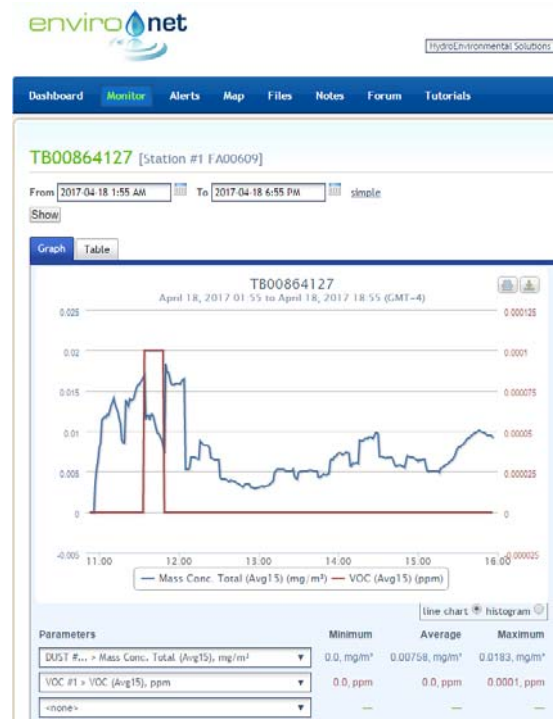 enviro net
HydroEnvironmental Solutions
Dashboard Monitor Alerts Map Files Notes Forum Tutorials
TB00864127 [Station #1 FA00609]
From 2017-04-18 1:55 AM To 2017-04-18 6:55 PM simple
Show
Graph Table
TB00864127
April 18, 2017 01:55 to April 18, 2017 18:55 (GMT-4)
0.025 0.000125
0.02 0.0001
0.015 0.000075
0.01 0.00005
0.005 0.000025
0 0
-0.005 -0.000025
11:00 12:00 13:00 14:00 15:00 16:00
Mass Conc. Total (Avg15) (mg/m³) VOC (Avg15) (ppm)
line chart histogram
Parameters Minimum Average Maximum
DUST #... > Mass Conc. Total (Avg15), mg/m³ 0.0, mg/m³ 0.00758, mg/m³ 0.0183, mg/m³
VOC #1 > VOC (Avg15), ppm 0.0, ppm 0.0, ppm 0.0001, ppm
<none> — — —